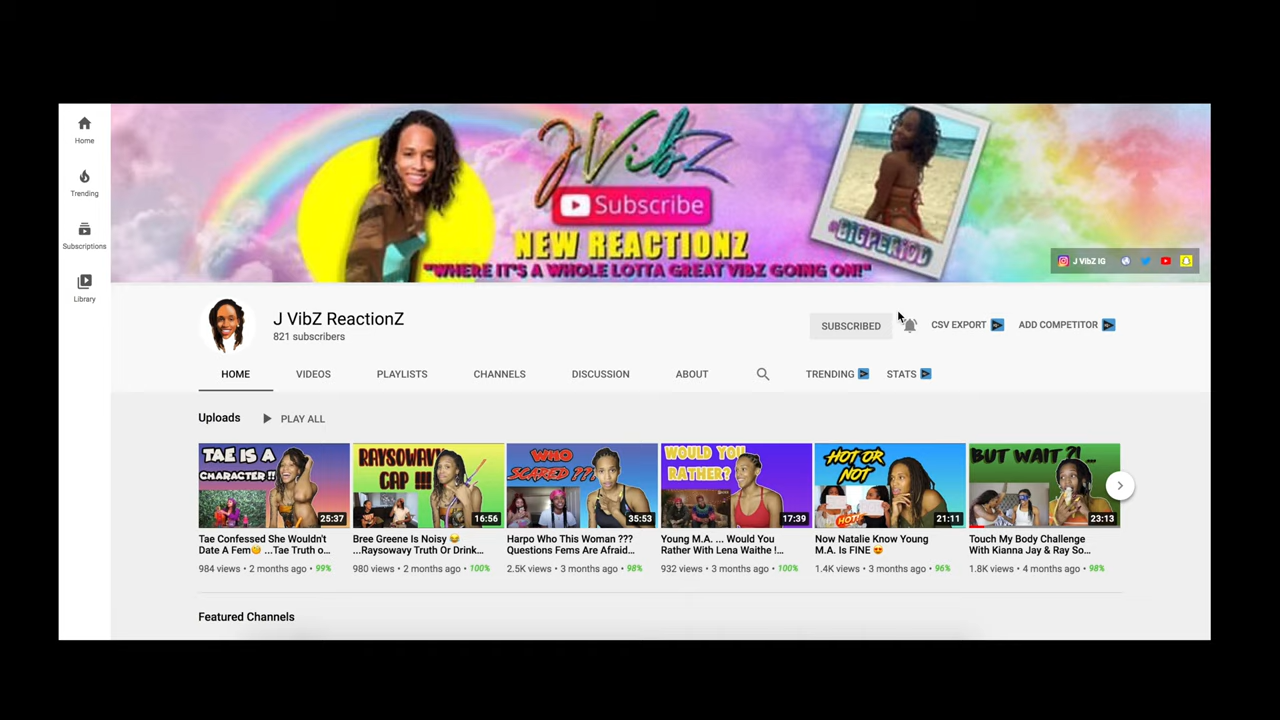 JVibZ
Subscribe
NEW REACTIONZ
"WHERE IT'S A WHOLE LOTTA GREAT VIBZ GOING ON!"
@BIGPERIOD
J VibZ IG
Home
Trending
Subscriptions
Library
J VibZ ReactionZ
821 subscribers
SUBSCRIBED
CSV EXPORT
ADD COMPETITOR
HOME
VIDEOS
PLAYLISTS
CHANNELS
DISCUSSION
ABOUT
TRENDING
STATS
Uploads
PLAY ALL
TAE IS A
CHARACTER!!
25:37
Tae Confessed She Wouldn't
Date A Fem😏 ...Tae Truth o...
984 views • 2 months ago • 99%
RAYSOWAVY
CAP !!!
16:56
Bree Greene Is Noisy 😂
...Raysowavy Truth Or Drink...
980 views • 2 months ago • 100%
WHO
SCARED ???
35:53
Harpo Who This Woman ???
Questions Fems Are Afraid...
2.5K views • 3 months ago • 98%
WOULD YOU
RATHER?
17:39
Young M.A. ... Would You
Rather With Lena Waithe !...
932 views • 3 months ago • 100%
HOT OR
NOT
HOT!
21:11
Now Natalie Know Young
M.A. Is FINE 😍
1.4K views • 3 months ago • 96%
BUT WAIT ?! ...
23:13
Touch My Body Challenge
With Kianna Jay & Ray So...
1.8K views • 4 months ago • 98%
Featured Channels